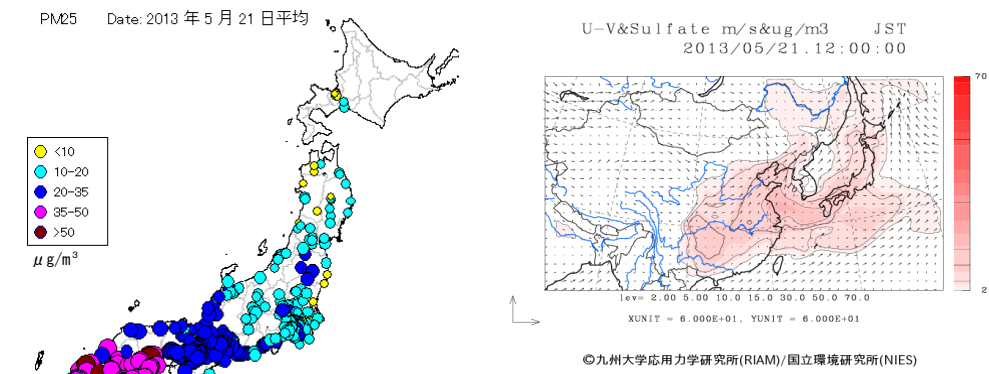 PM25 Date: 2013 年 5 月 21 日平均
<10
10-20
20-35
35-50
>50
μg/m³
U-V&Sulfate m/s&ug/m3 JST
2013/05/21.12:00:00
70
2
lev= 2.00 5.00 10.0 15.0 30.0 50.0 70.0
XUNIT = 6.000E+01, YUNIT = 6.000E+01
©九州大学応用力学研究所(RIAM)/国立環境研究所(NIES)